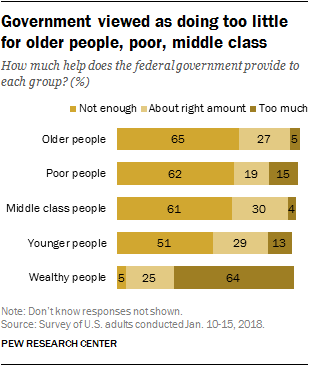 Government viewed as doing too little
for older people, poor, middle class
How much help does the federal government provide to
each group? (%)
Not enough About right amount Too much
Older people 65 27 5
Poor people 62 19 15
Middle class people 61 30 4
Younger people 51 29 13
Wealthy people 5 25 64
Note: Don't know responses not shown.
Source: Survey of U.S. adults conducted Jan. 10-15, 2018.
PEW RESEARCH CENTER